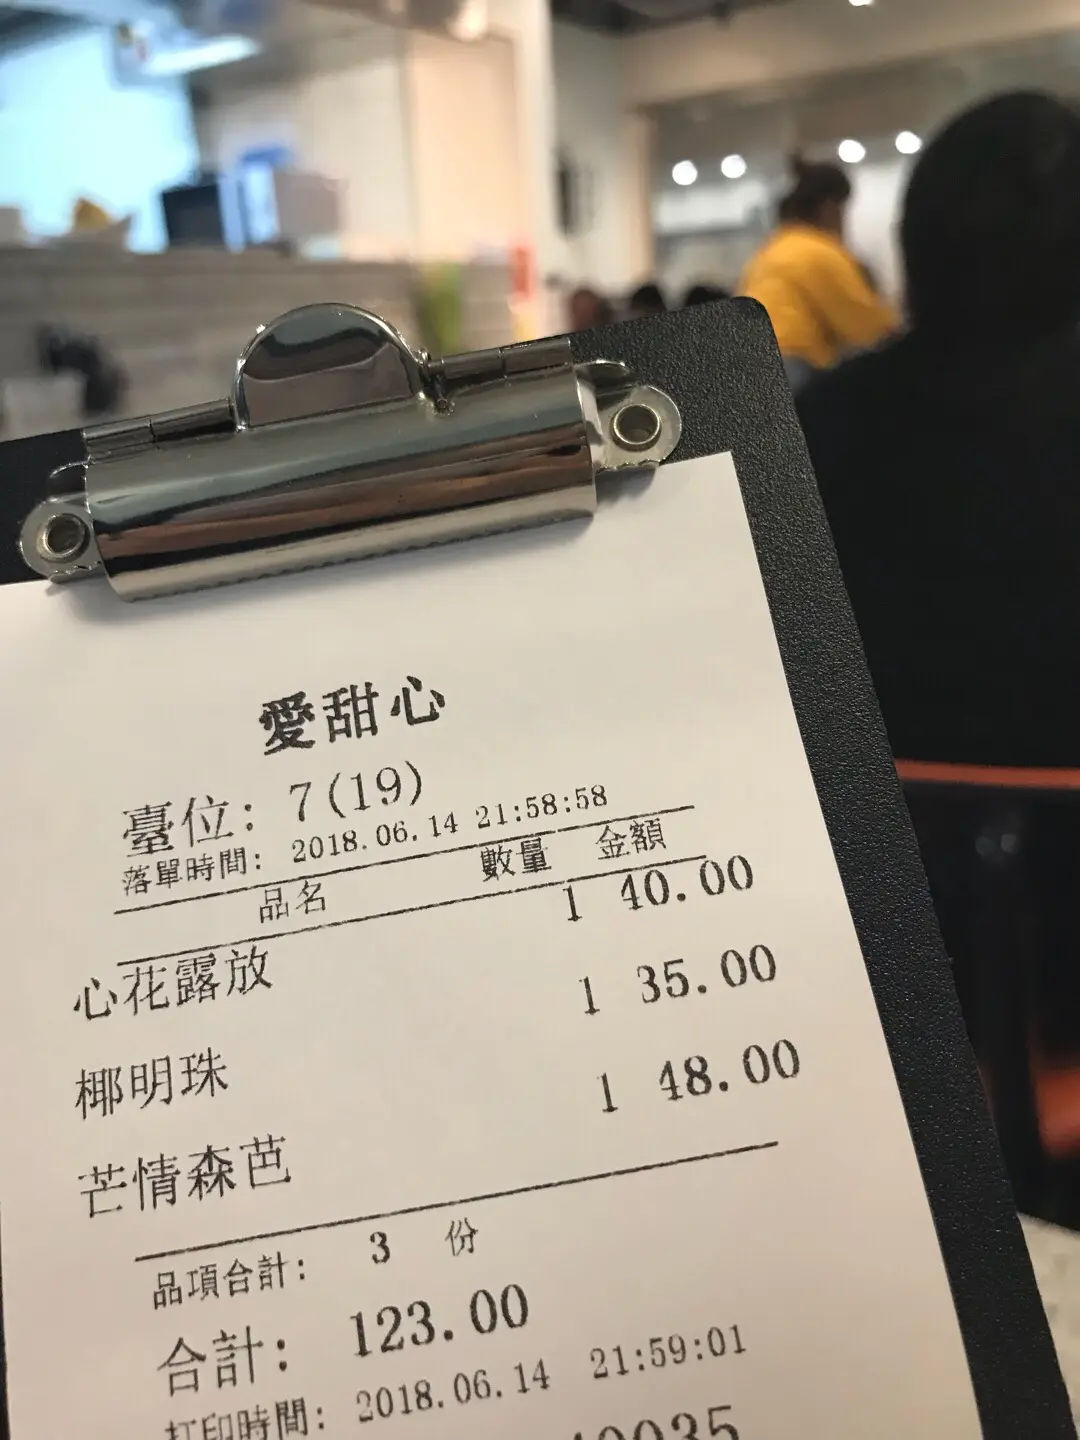 愛甜心
臺位: 7(19)
落單時間: 2018.06.14 21:58:58
品名 數量 金額
心花露放 1 40.00
椰明珠 1 35.00
芒情森芭 1 48.00
品項合計: 3 份
合計: 123.00
打印時間: 2018.06.14 21:59:01